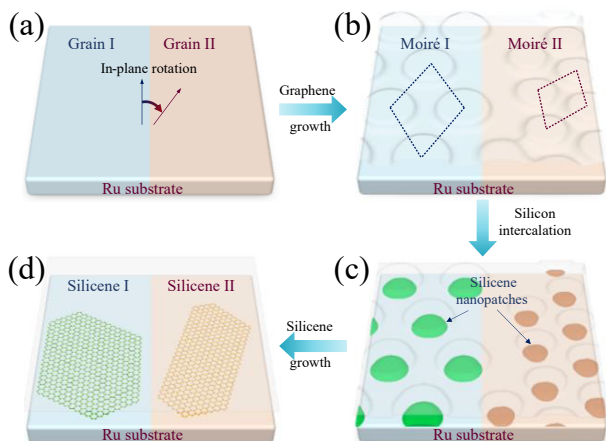 (a)
Grain I
Grain II
In-plane rotation
Ru substrate
Graphene
growth
(b)
Moiré I
Moiré II
Ru substrate
Silicon
intercalation
(d)
Silicene I
Silicene II
Ru substrate
Silicene
growth
(c)
Silicene
nanopatches
Ru substrate